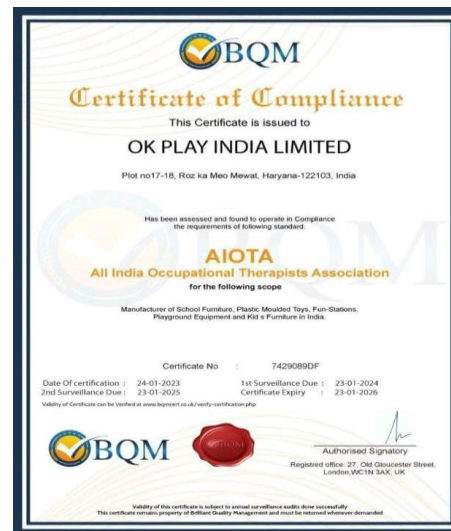 BQM
Certificate of Compliance
This Certificate is issued to
OK PLAY INDIA LIMITED
Plot no17-18, Roz ka Meo Mewat, Haryana-122103, India
Has been assessed and found to operate in Compliance
the requirements of following standard:
AIOTA
All India Occupational Therapists Association
for the following scope
Manufacturer of School Furniture, Plastic Moulded Toys, Fun-Stations,
Playground Equipment and Kid s Furniture in India.
Certificate No : 7429089DF
Date Of certification : 24-01-2023 1st Surveillance Due : 23-01-2024
2nd Surveillance Due : 23-01-2025 Certificate Expiry : 23-01-2026
Validity of Certificate can be Verified at www.bqmcert.co.uk/verify-certification.php
BQM
BQM
Authorised Signatory
Registred office: 27, Old Gloucester Street,
London,WC1N 3AX, UK
Validity of this certificate is subject to annual surveillance audits done successfully
This certificate remains property of Brilliant Quality Management and must be returned whenever demanded